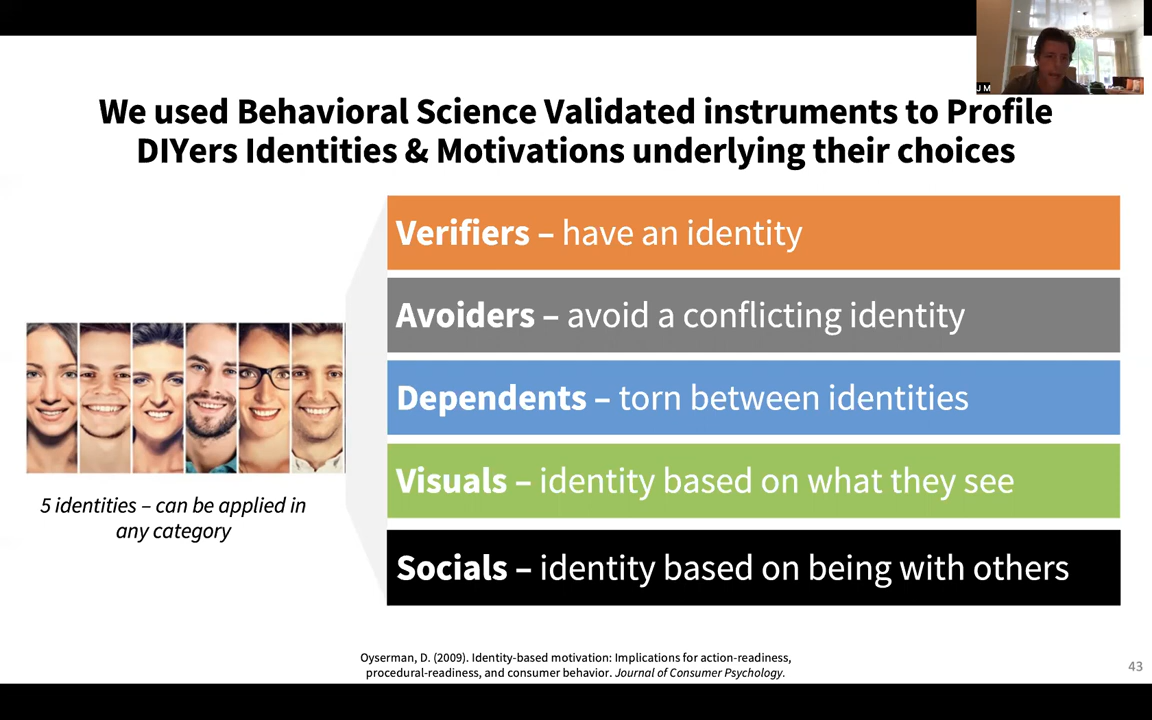 J M
We used Behavioral Science Validated instruments to Profile
DIYers Identities & Motivations underlying their choices
Verifiers – have an identity
Avoiders – avoid a conflicting identity
Dependents – torn between identities
Visuals – identity based on what they see
Socials – identity based on being with others
5 identities – can be applied in
any category
Oyserman, D. (2009). Identity-based motivation: Implications for action-readiness,
procedural-readiness, and consumer behavior. Journal of Consumer Psychology.
43